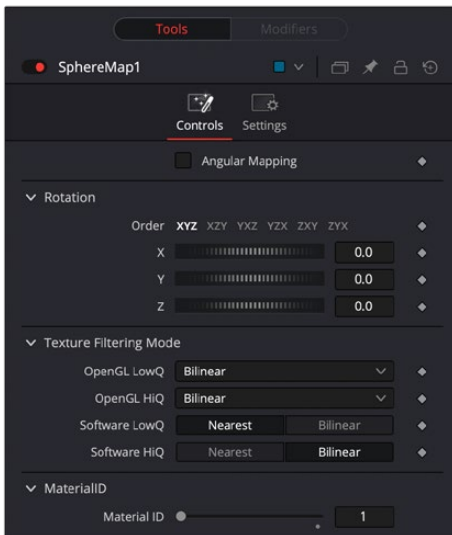 Tools Modifiers
SphereMap1
Controls Settings
Angular Mapping
Rotation
Order XYZ XZY YXZ YZX ZXY ZYX
X 0.0
Y 0.0
Z 0.0
Texture Filtering Mode
OpenGL LowQ Bilinear
OpenGL HiQ Bilinear
Software LowQ Nearest Bilinear
Software HiQ Nearest Bilinear
MaterialID
Material ID 1